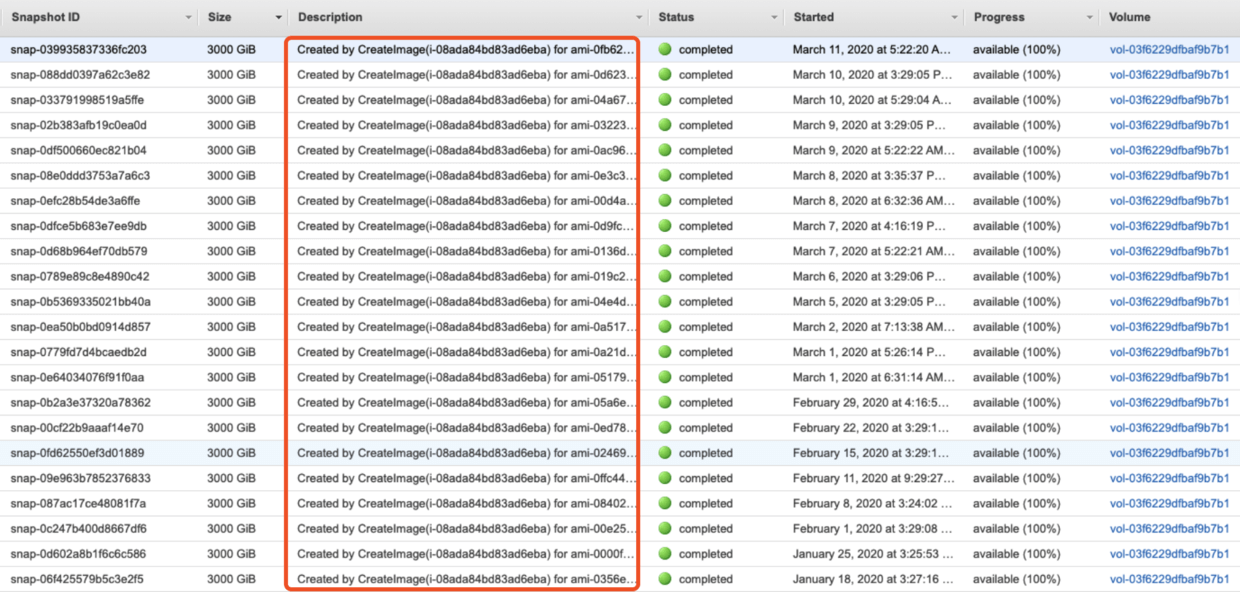 Snapshot ID Size Description Status Started Progress Volume
snap-039935837336fc203 3000 GiB Created by CreateImage(i-08ada84bd83ad6eba) for ami-0fb62... completed March 11, 2020 at 5:22:20 A... available (100%) vol-03f6229dfbaf9b7b1
snap-088dd0397a62c3e82 3000 GiB Created by CreateImage(i-08ada84bd83ad6eba) for ami-0d623... completed March 10, 2020 at 3:29:05 P... available (100%) vol-03f6229dfbaf9b7b1
snap-033791998519a5ffe 3000 GiB Created by CreateImage(i-08ada84bd83ad6eba) for ami-04a67... completed March 10, 2020 at 5:29:04 A... available (100%) vol-03f6229dfbaf9b7b1
snap-02b383afb19c0ea0d 3000 GiB Created by CreateImage(i-08ada84bd83ad6eba) for ami-03223... completed March 9, 2020 at 3:29:05 P... available (100%) vol-03f6229dfbaf9b7b1
snap-0df500660ec821b04 3000 GiB Created by CreateImage(i-08ada84bd83ad6eba) for ami-0ac96... completed March 9, 2020 at 5:22:22 AM... available (100%) vol-03f6229dfbaf9b7b1
snap-08e0ddd3753a7a6c3 3000 GiB Created by CreateImage(i-08ada84bd83ad6eba) for ami-0e3c3... completed March 8, 2020 at 3:35:37 P... available (100%) vol-03f6229dfbaf9b7b1
snap-0efc28b54de3a6ffe 3000 GiB Created by CreateImage(i-08ada84bd83ad6eba) for ami-00d4a... completed March 8, 2020 at 6:32:36 AM... available (100%) vol-03f6229dfbaf9b7b1
snap-0dfce5b683e7ee9db 3000 GiB Created by CreateImage(i-08ada84bd83ad6eba) for ami-0d9fc... completed March 7, 2020 at 4:16:19 P... available (100%) vol-03f6229dfbaf9b7b1
snap-0d68b964ef70db579 3000 GiB Created by CreateImage(i-08ada84bd83ad6eba) for ami-0136d... completed March 7, 2020 at 5:22:21 AM... available (100%) vol-03f6229dfbaf9b7b1
snap-0789e89c8e4890c42 3000 GiB Created by CreateImage(i-08ada84bd83ad6eba) for ami-019c2... completed March 6, 2020 at 3:29:06 P... available (100%) vol-03f6229dfbaf9b7b1
snap-0b5369335021bb40a 3000 GiB Created by CreateImage(i-08ada84bd83ad6eba) for ami-04e4d... completed March 5, 2020 at 3:29:05 P... available (100%) vol-03f6229dfbaf9b7b1
snap-0ea50b0bd0914d857 3000 GiB Created by CreateImage(i-08ada84bd83ad6eba) for ami-0a517... completed March 2, 2020 at 7:13:38 AM... available (100%) vol-03f6229dfbaf9b7b1
snap-0779fd7d4bcaedb2d 3000 GiB Created by CreateImage(i-08ada84bd83ad6eba) for ami-0a21d... completed March 1, 2020 at 5:26:14 P... available (100%) vol-03f6229dfbaf9b7b1
snap-0e64034076f91f0aa 3000 GiB Created by CreateImage(i-08ada84bd83ad6eba) for ami-05179... completed March 1, 2020 at 6:31:14 AM... available (100%) vol-03f6229dfbaf9b7b1
snap-0b2a3e37320a78362 3000 GiB Created by CreateImage(i-08ada84bd83ad6eba) for ami-05a6e... completed February 29, 2020 at 4:16:5... available (100%) vol-03f6229dfbaf9b7b1
snap-00cf22b9aaaf14e70 3000 GiB Created by CreateImage(i-08ada84bd83ad6eba) for ami-0ed78... completed February 22, 2020 at 3:29:1... available (100%) vol-03f6229dfbaf9b7b1
snap-0fd62550ef3d01889 3000 GiB Created by CreateImage(i-08ada84bd83ad6eba) for ami-02469... completed February 15, 2020 at 3:29:1... available (100%) vol-03f6229dfbaf9b7b1
snap-09e963b7852376833 3000 GiB Created by CreateImage(i-08ada84bd83ad6eba) for ami-0ffc44... completed February 11, 2020 at 9:29:27... available (100%) vol-03f6229dfbaf9b7b1
snap-087ac17ce48081f7a 3000 GiB Created by CreateImage(i-08ada84bd83ad6eba) for ami-08402... completed February 8, 2020 at 3:24:02 ... available (100%) vol-03f6229dfbaf9b7b1
snap-0c247b400d8667df6 3000 GiB Created by CreateImage(i-08ada84bd83ad6eba) for ami-00e25... completed February 1, 2020 at 3:29:08 ... available (100%) vol-03f6229dfbaf9b7b1
snap-0d602a8b1f6c6c586 3000 GiB Created by CreateImage(i-08ada84bd83ad6eba) for ami-0000f... completed January 25, 2020 at 3:25:53 ... available (100%) vol-03f6229dfbaf9b7b1
snap-06f425579b5c3e2f5 3000 GiB Created by CreateImage(i-08ada84bd83ad6eba) for ami-0356e... completed January 18, 2020 at 3:27:16 ... available (100%) vol-03f6229dfbaf9b7b1